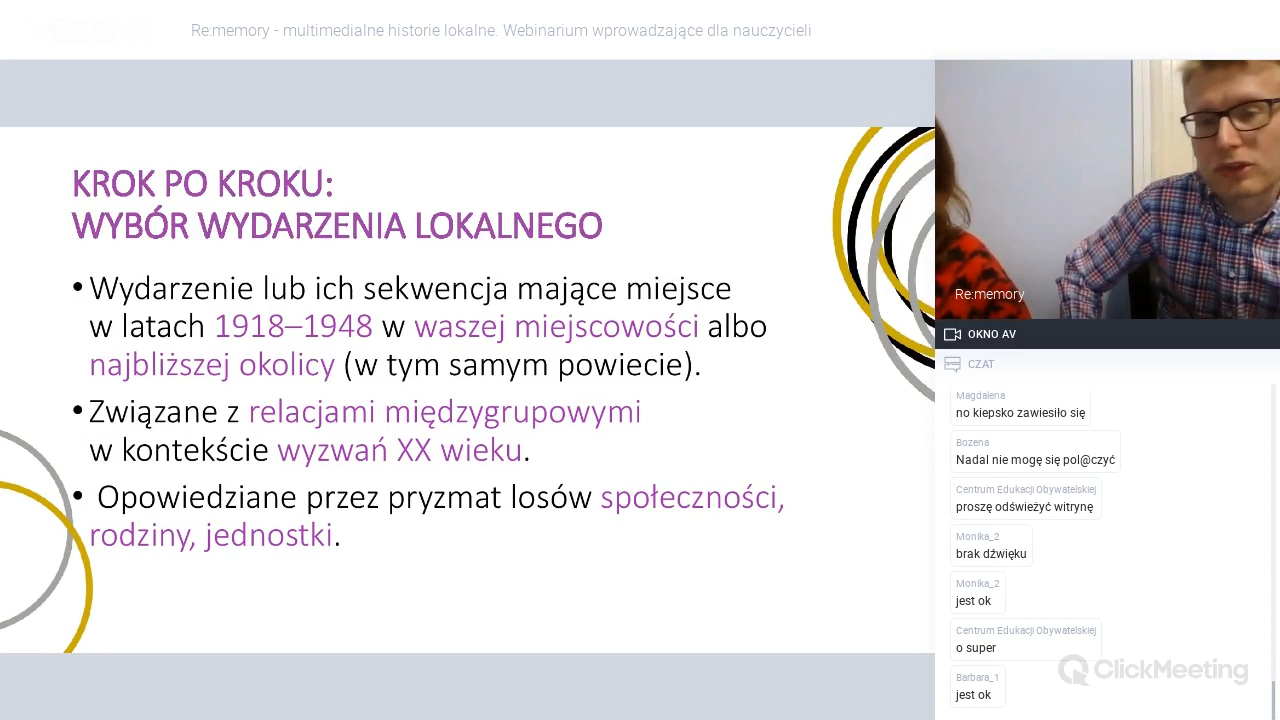 Re:memory - multimedialne historie lokalne. Webinarium wprowadzające dla nauczycieli
KROK PO KROKU:
WYBÓR WYDARZENIA LOKALNEGO
• Wydarzenie lub ich sekwencja mające miejsce
w latach 1918–1948 w waszej miejscowości albo
najbliższej okolicy (w tym samym powiecie).
• Związane z relacjami międzygrupowymi
w kontekście wyzwań XX wieku.
• Opowiedziane przez pryzmat losów społeczności,
rodziny, jednostki.
Re:memory
OKNO AV
CZAT
Magdalena
no kiepsko zawiesiło się
Bozena
Nadal nie mogę się pol@czyć
Centrum Edukacji Obywatelskiej
proszę odświeżyć witrynę
Monika_2
brak dźwięku
Monika_2
jest ok
Centrum Edukacji Obywatelskiej
o super
Barbara_1
jest ok
ClickMeeting